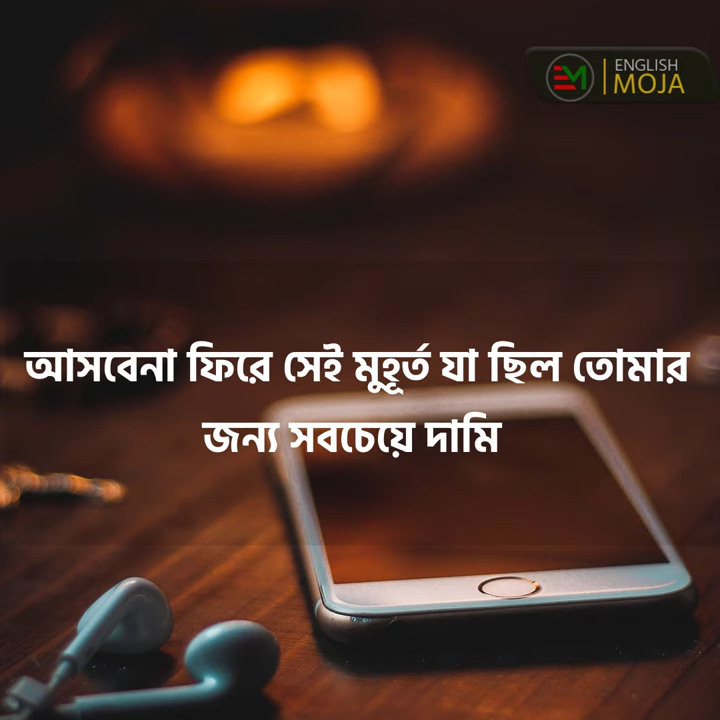 ENGLISH
MOJA
আসবেনা ফিরে সেই মুহূর্ত যা ছিল তোমার
জন্য সবচেয়ে দামি